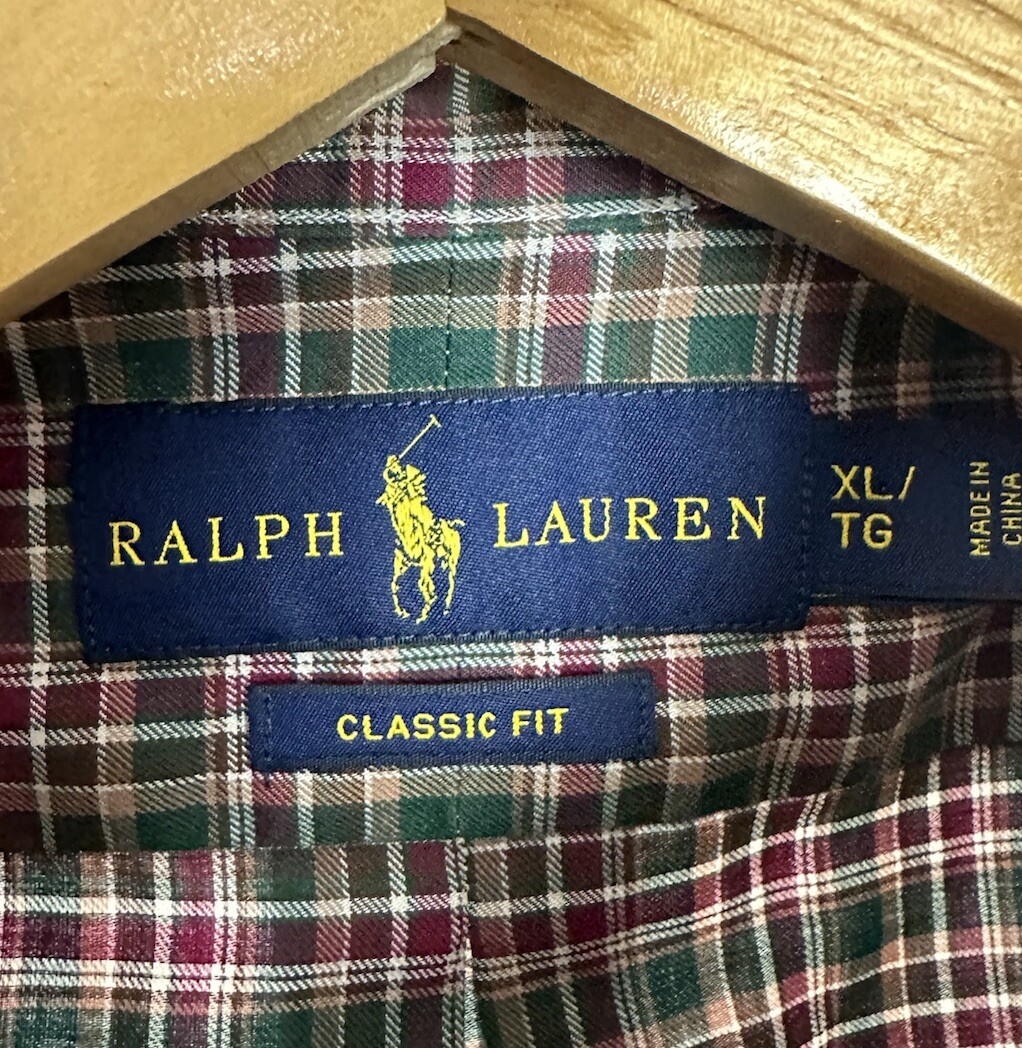 RALPH LAUREN
XL/
TG
MADE IN
CHINA
CLASSIC FIT